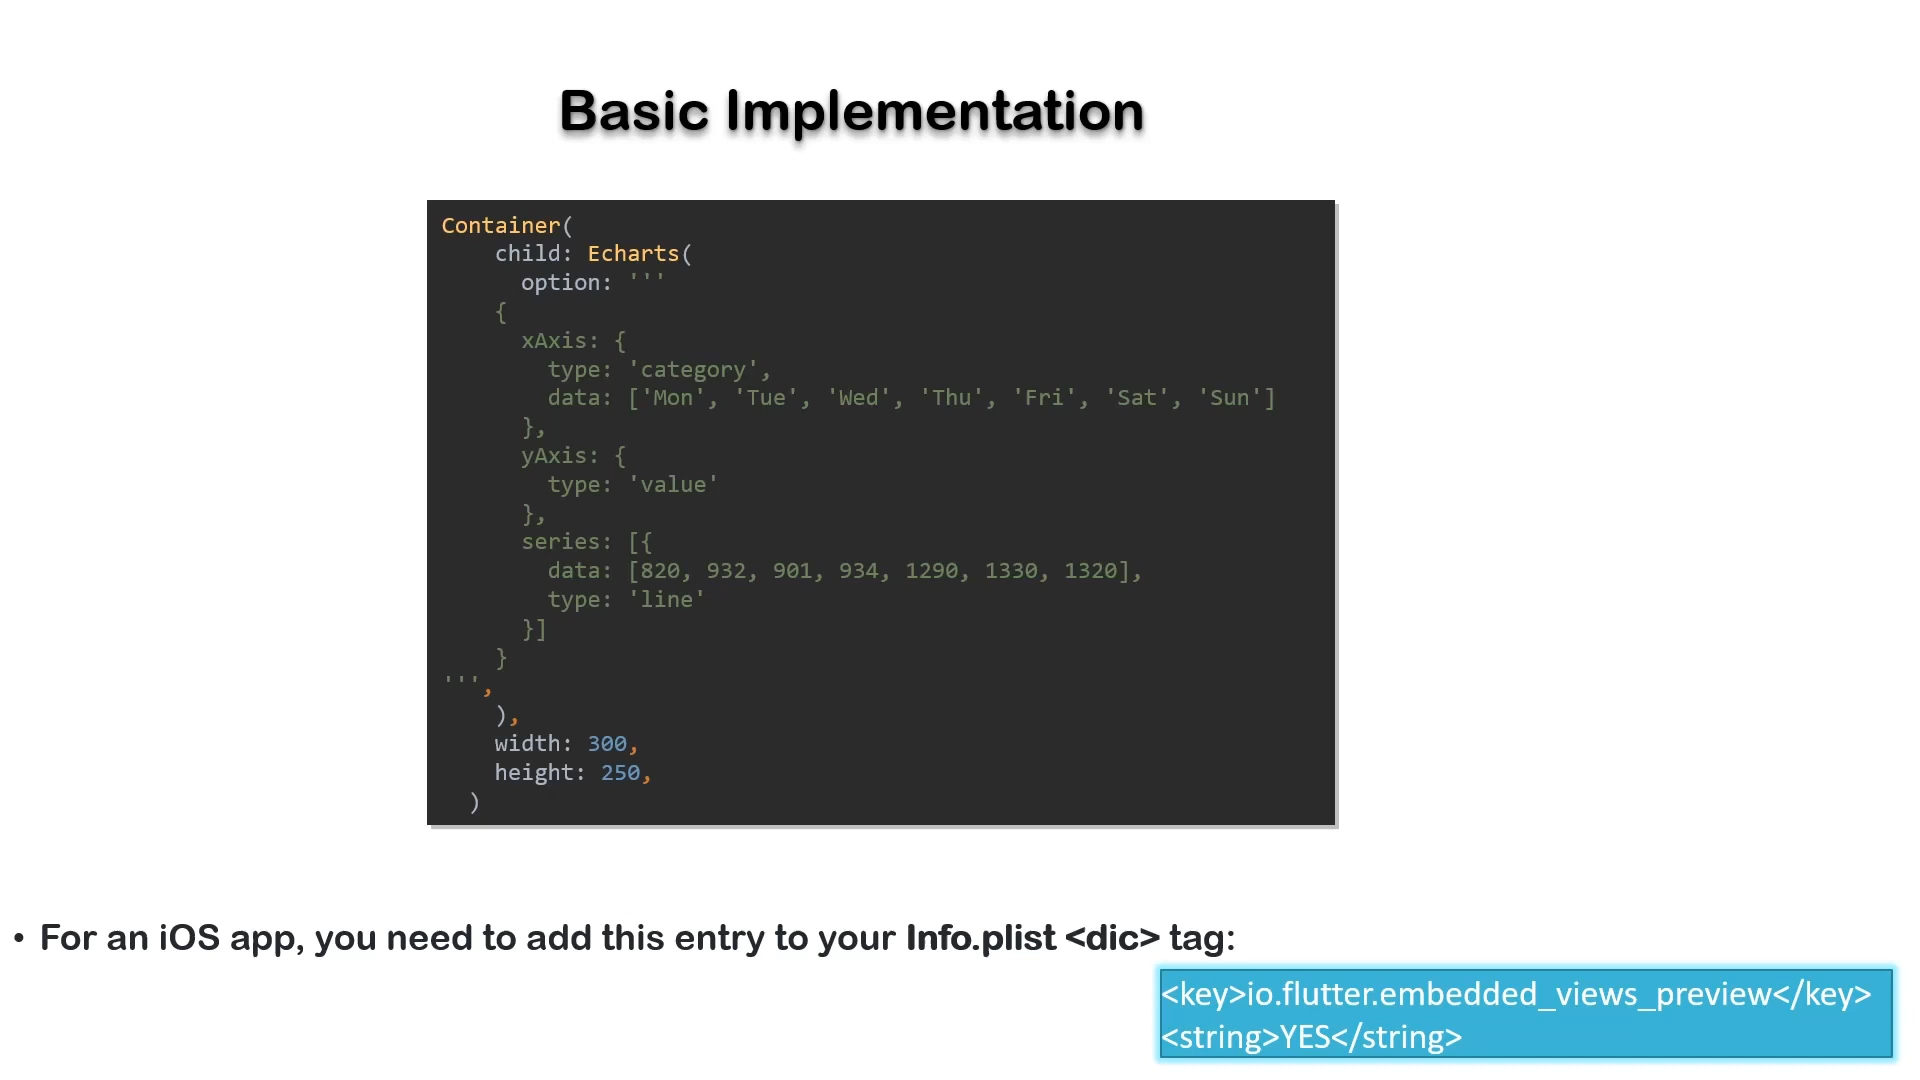 Basic Implementation
Container(
    child: Echarts(
      option: '''
    {
      xAxis: {
        type: 'category',
        data: ['Mon', 'Tue', 'Wed', 'Thu', 'Fri', 'Sat', 'Sun']
      },
      yAxis: {
        type: 'value'
      },
      series: [{
        data: [820, 932, 901, 934, 1290, 1330, 1320],
        type: 'line'
      }]
    }
''',
    ),
    width: 300,
    height: 250,
  )
• For an iOS app, you need to add this entry to your Info.plist <dic> tag:
<key>io.flutter.embedded_views_preview</key>
<string>YES</string>